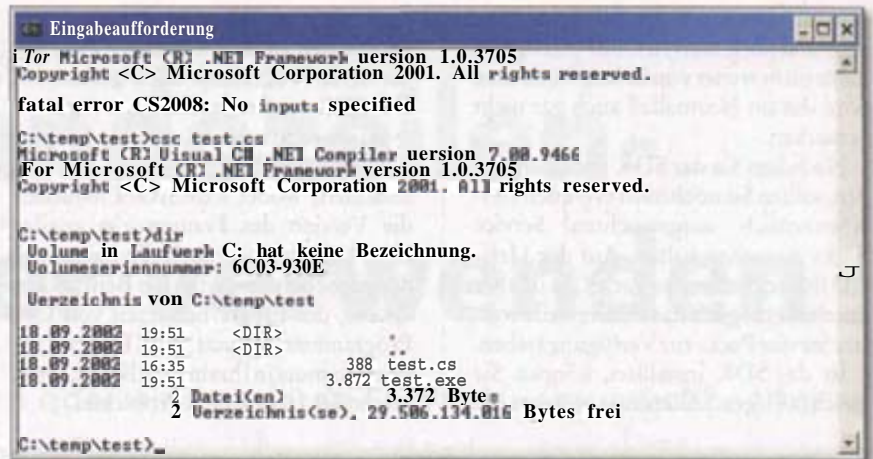 Eingabeaufforderung
i Tor Microsoft (R) .NET Framework uersion 1.0.3705
Copyright <C> Microsoft Corporation 2001. All rights reserved.
fatal error CS2008: No inputs specified
C:\temp\test>csc test.cs
Microsoft (R) Visual C# .NET Compiler uersion 7.00.9466
For Microsoft (R) .NET Framework version 1.0.3705
Copyright <C> Microsoft Corporation 2001. All rights reserved.
C:\temp\test>dir
Volume in Laufwerk C: hat keine Bezeichnung.
Volumeseriennummer: 6C03-930E
Verzeichnis von C:\temp\test
18.09.2002 19:51 <DIR> .
18.09.2002 19:51 <DIR> ..
18.09.2002 16:35 388 test.cs
18.09.2002 19:51 3.872 test.exe
2 Datei(en) 3.372 Bytes
2 Verzeichnis(se), 29.506.134.016 Bytes frei
C:\temp\test>_